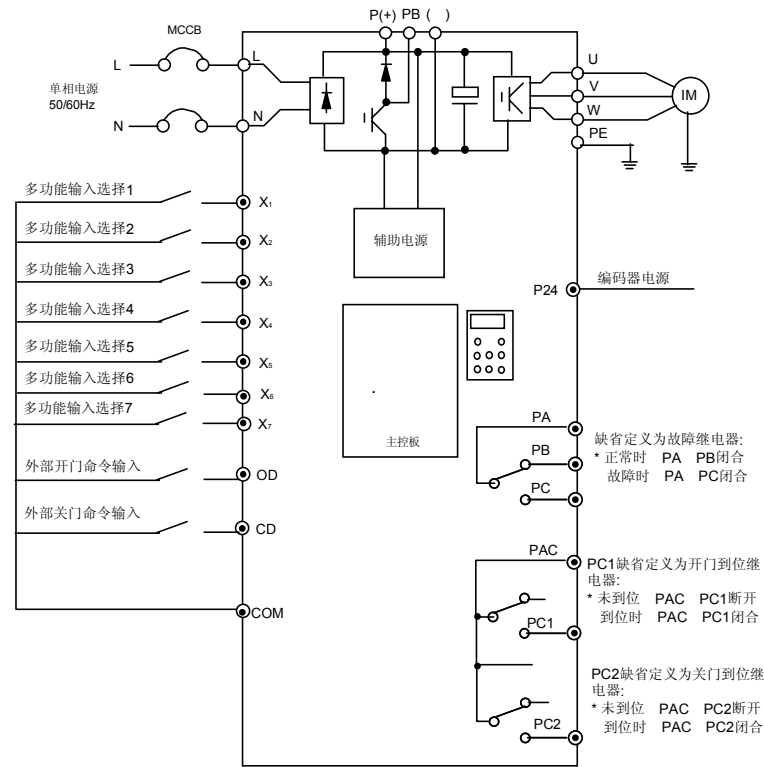 P(+) PB ( )
MCCB
L
L
单相电源
50/60Hz
N
N
U
V
W
IM
PE
多功能输入选择1
X₁
多功能输入选择2
X₂
辅助电源
多功能输入选择3
X₃
P24
编码器电源
多功能输入选择4
X₄
多功能输入选择5
X₅
多功能输入选择6
X₆
多功能输入选择7
X₇
主控板
PA
PB
PC
缺省定义为故障继电器:
* 正常时 PA PB闭合
故障时 PA PC闭合
外部开门命令输入
OD
外部关门命令输入
CD
COM
PAC
PC1
PC1缺省定义为开门到位继
电器:
* 未到位 PAC PC1断开
到位时 PAC PC1闭合
PC2
PC2缺省定义为关门到位继
电器:
* 未到位 PAC PC2断开
到位时 PAC PC2闭合